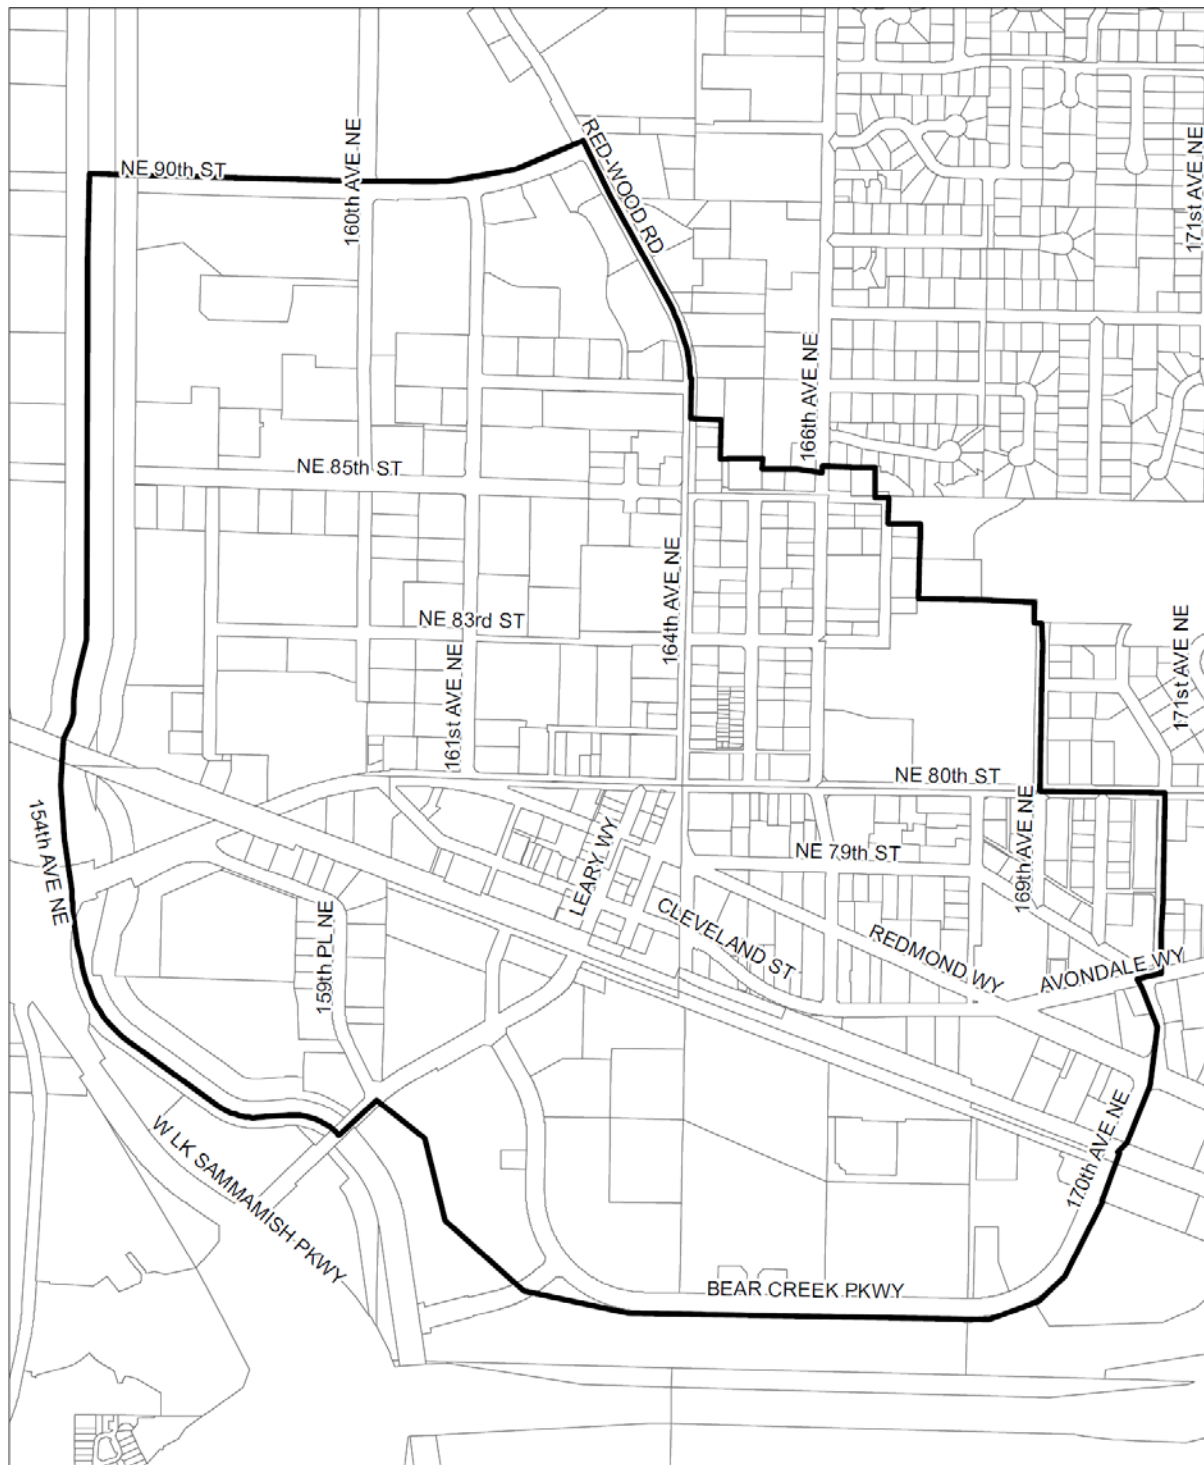 NE 90th ST
160th AVE NE
RED-WOOD RD
171st AVE NE
166th AVE NE
NE 85th ST
164th AVE NE
NE 83rd ST
161st AVE NE
171st AVE NE
NE 80th ST
154th AVE NE
LEARY WY
NE 79th ST
169th AVE NE
159th PL NE
CLEVELAND ST
REDMOND WY
AVONDALE WY
W LK SAMMAMISH PKWY
170th AVE NE
BEAR CREEK PKWY